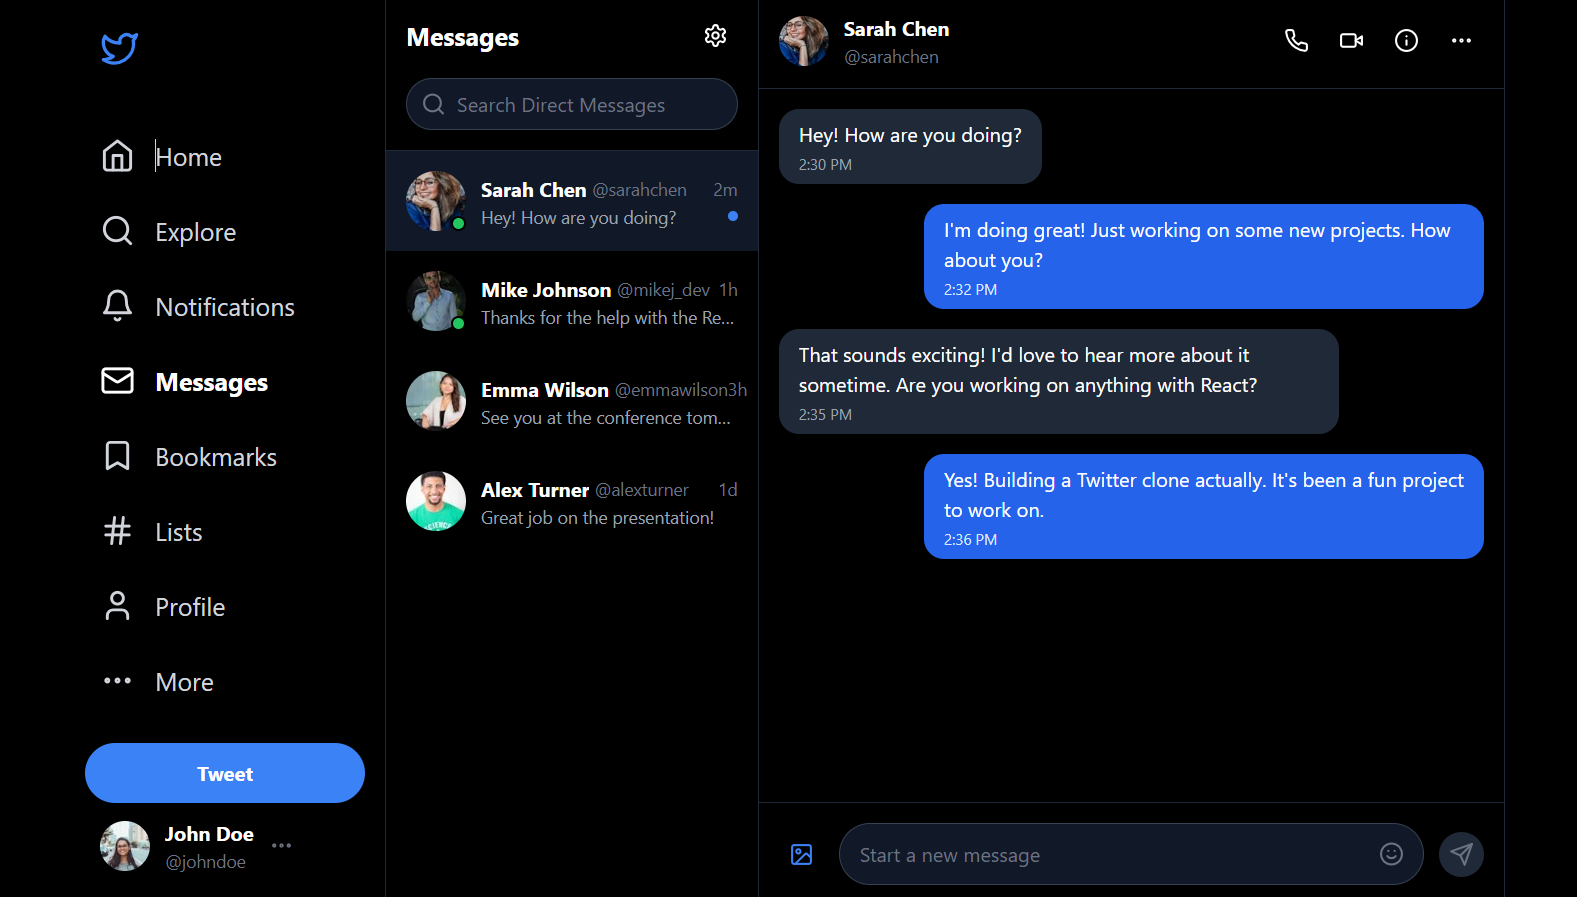 Home
Explore
Notifications
Messages
Bookmarks
Lists
Profile
More
Tweet
John Doe
@johndoe
Messages
Search Direct Messages
Sarah Chen @sarahchen 2m
Hey! How are you doing?
Mike Johnson @mikej_dev 1h
Thanks for the help with the Re...
Emma Wilson @emmawilson3h
See you at the conference tom...
Alex Turner @alexturner 1d
Great job on the presentation!
Sarah Chen
@sarahchen
Hey! How are you doing?
2:30 PM
I'm doing great! Just working on some new projects. How
about you?
2:32 PM
That sounds exciting! I'd love to hear more about it
sometime. Are you working on anything with React?
2:35 PM
Yes! Building a Twitter clone actually. It's been a fun project
to work on.
2:36 PM
Start a new message